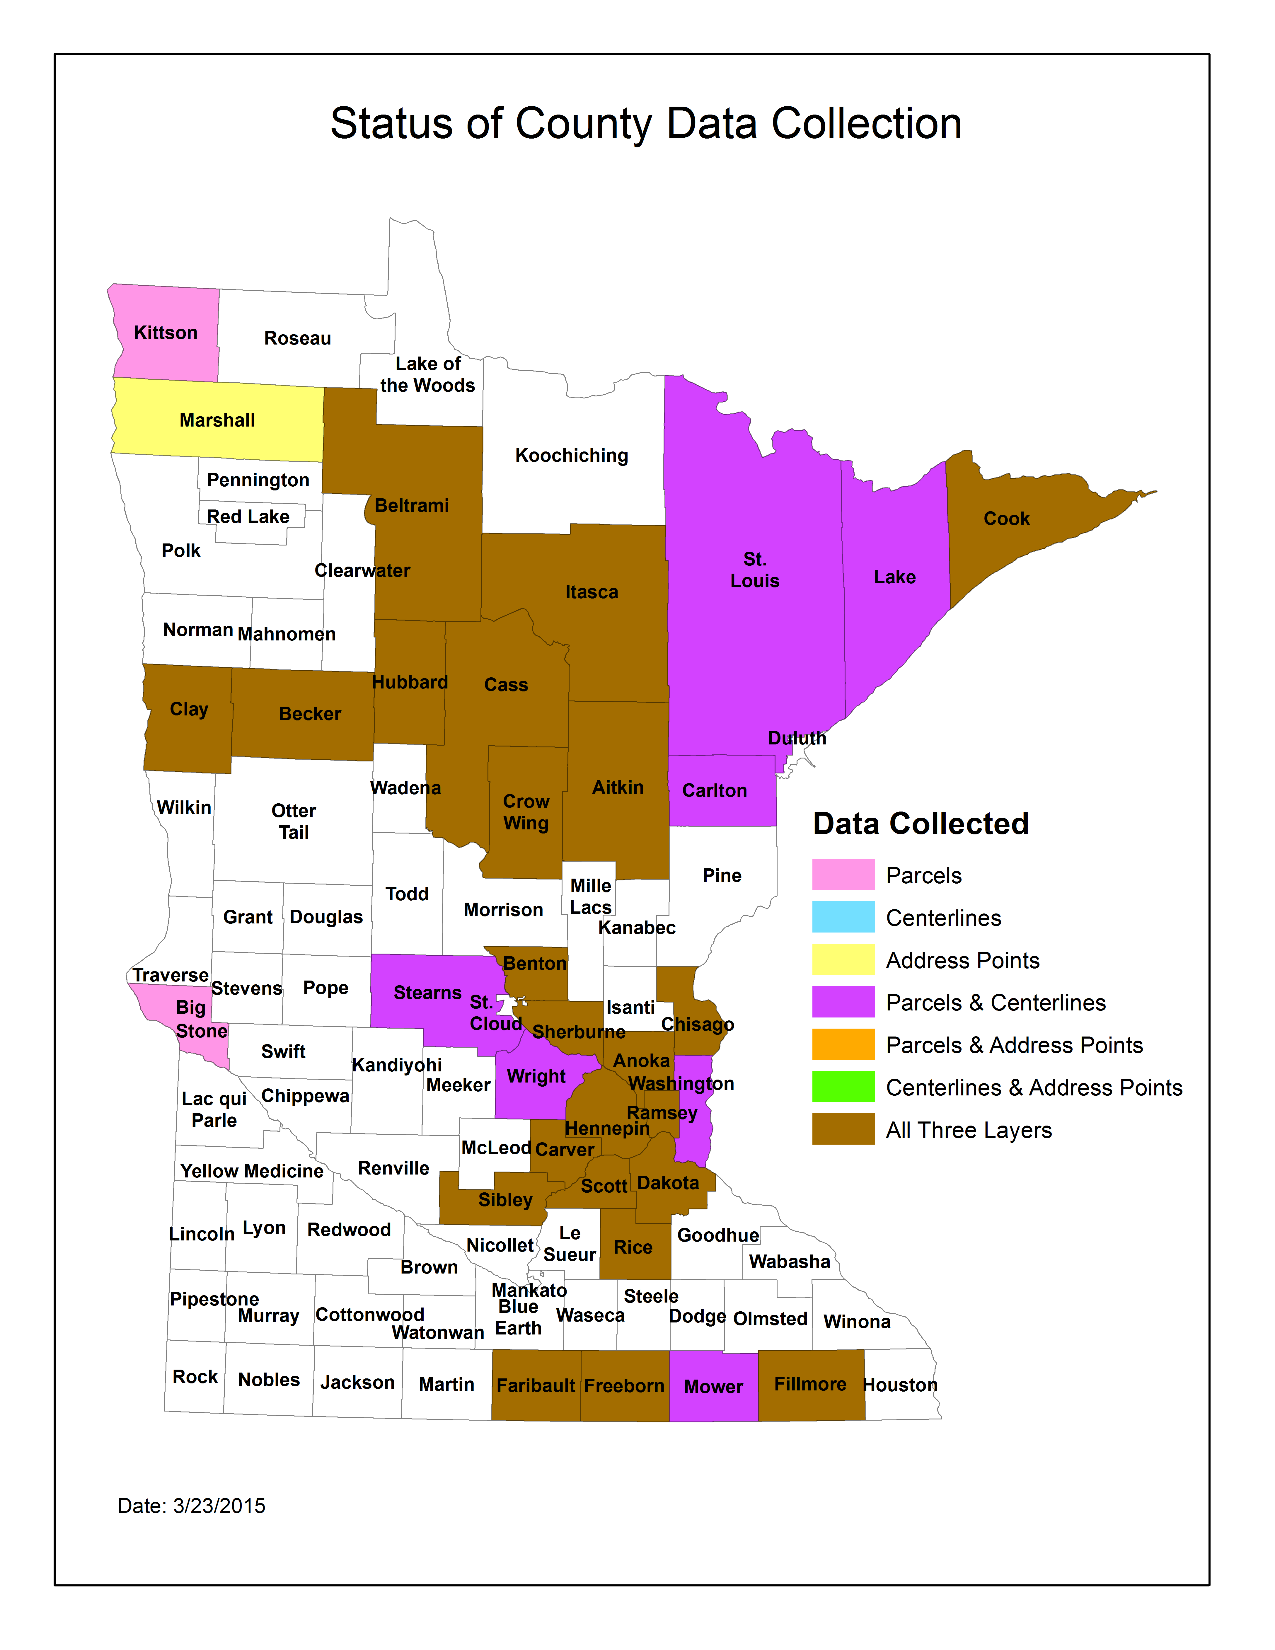 Status of County Data Collection
Kittson
Roseau
Lake of
the Woods
Marshall
Koochiching
Pennington
Red Lake
Beltrami
Cook
Polk
Clearwater
St.
Louis
Lake
Itasca
Norman
Mahnomen
Hubbard
Cass
Clay
Becker
Duluth
Wadena
Aitkin
Carlton
Wilkin
Otter
Tail
Crow
Wing
Data Collected
Parcels
Centerlines
Address Points
Parcels & Centerlines
Parcels & Address Points
Centerlines & Address Points
All Three Layers
Pine
Mille
Lacs
Todd
Morrison
Grant
Douglas
Kanabec
Benton
Traverse
Stevens
Pope
Stearns
St.
Cloud
Big
Stone
Isanti
Sherburne
Chisago
Swift
Kandiyohi
Anoka
Meeker
Wright
Washington
Lac qui
Parle
Chippewa
Ramsey
Hennepin
McLeod
Carver
Yellow Medicine
Renville
Scott
Dakota
Sibley
Lincoln
Lyon
Redwood
Nicollet
Le
Sueur
Rice
Goodhue
Wabasha
Brown
Pipestone
Murray
Cottonwood
Watonwan
Mankato
Blue
Earth
Waseca
Steele
Dodge
Olmsted
Winona
Rock
Nobles
Jackson
Martin
Faribault
Freeborn
Mower
Fillmore
Houston
Date: 3/23/2015